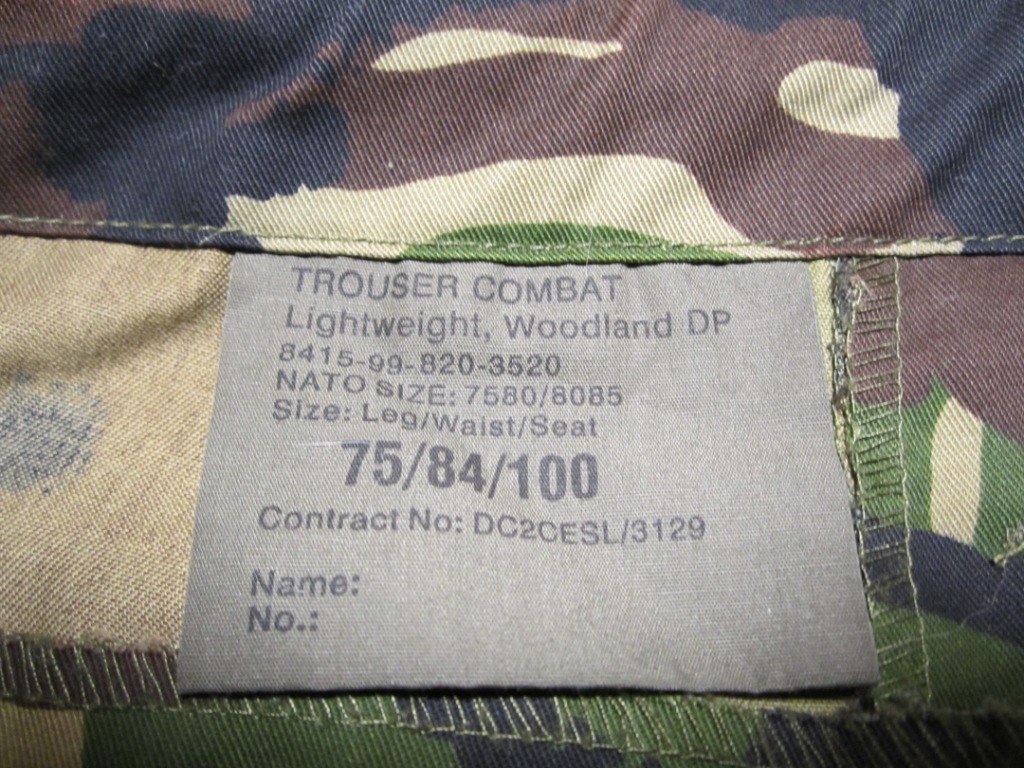 TROUSER COMBAT
Lightweight, Woodland DP
8415-99-820-3520
NATO SIZE: 7580/8085
Size: Leg/Waist/Seat
75/84/100
Contract No: DC2CESL/3129
Name:
No.: